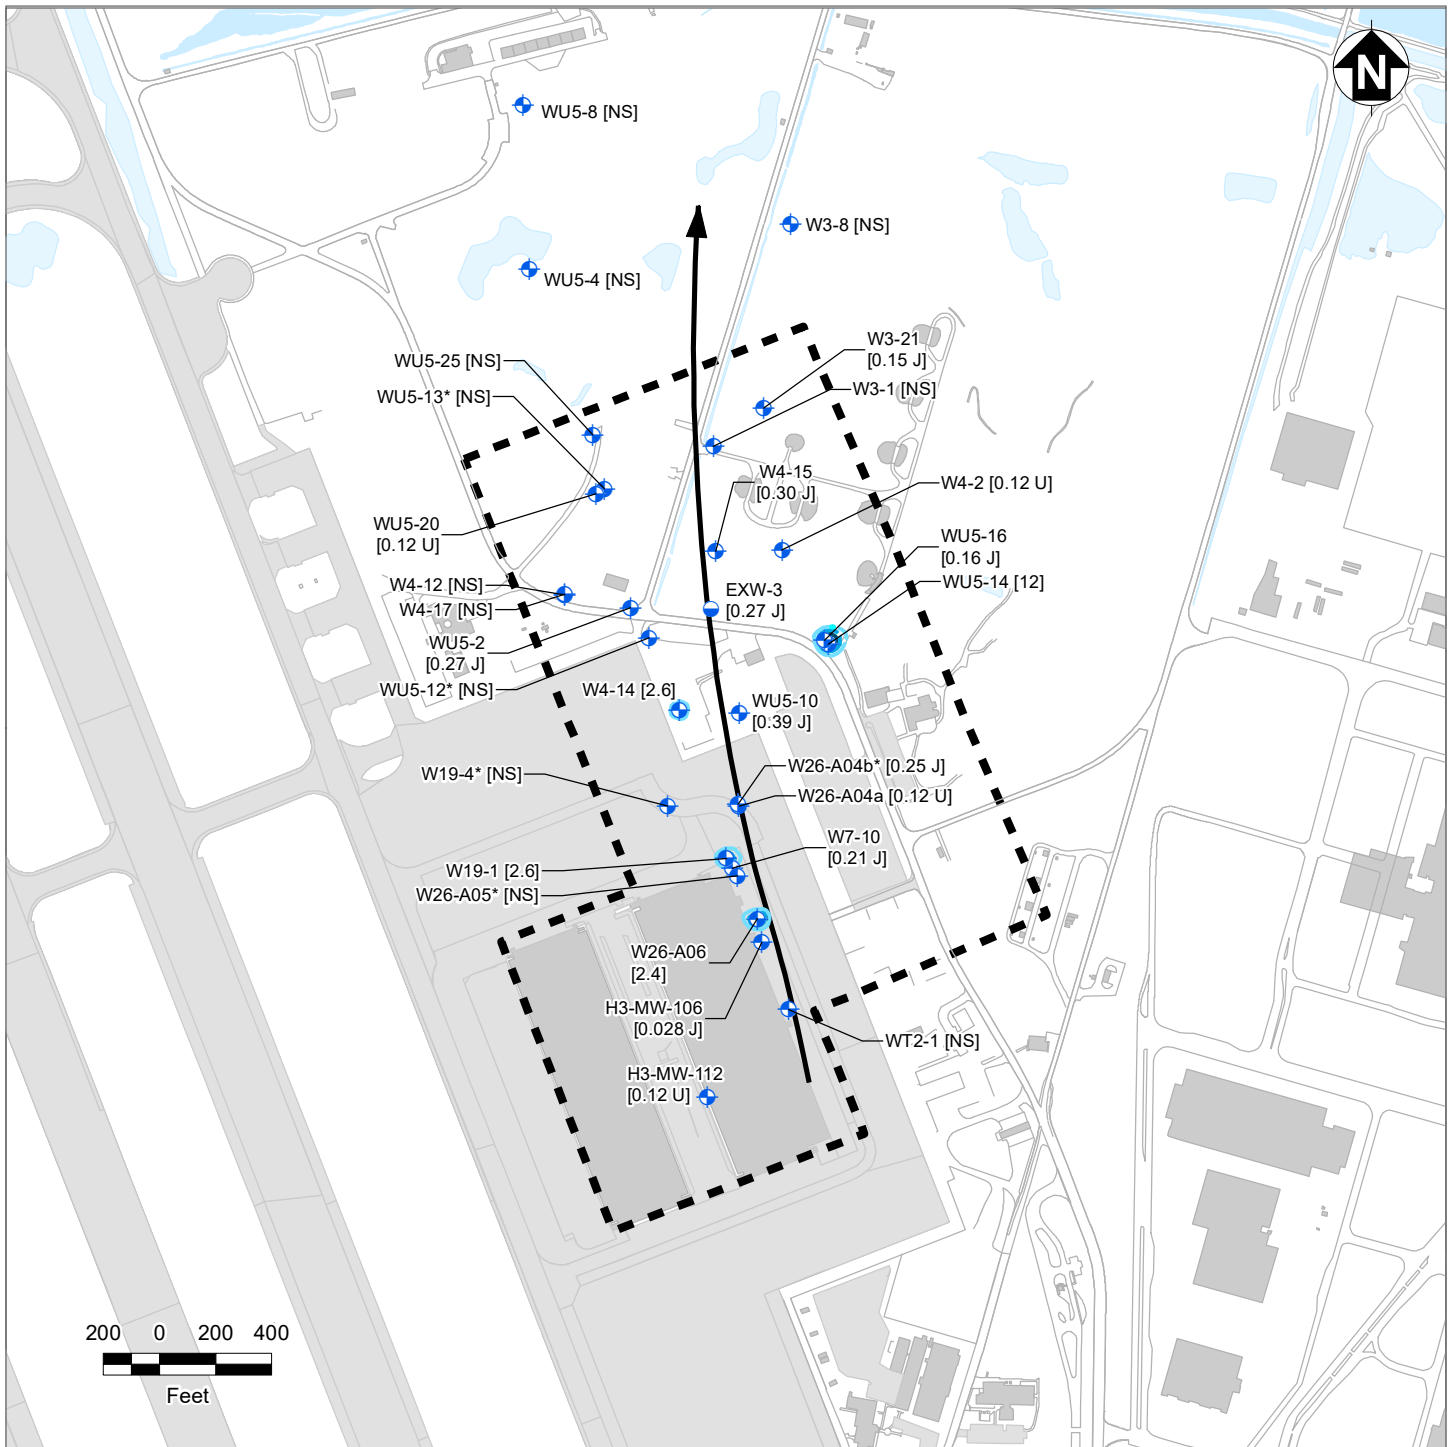 N
WU5-8 [NS]
W3-8 [NS]
WU5-4 [NS]
W3-21
[0.15 J]
WU5-25 [NS]
W3-1 [NS]
WU5-13* [NS]
W4-15
[0.30 J]
W4-2 [0.12 U]
WU5-20
[0.12 U]
WU5-16
[0.16 J]
WU5-14 [12]
W4-12 [NS]
EXW-3
[0.27 J]
W4-17 [NS]
WU5-2
[0.27 J]
WU5-12* [NS]
W4-14 [2.6]
WU5-10
[0.39 J]
W26-A04b* [0.25 J]
W19-4* [NS]
W26-A04a [0.12 U]
W7-10
[0.21 J]
W19-1 [2.6]
W26-A05* [NS]
W26-A06
[2.4]
H3-MW-106
[0.028 J]
WT2-1 [NS]
H3-MW-112
[0.12 U]
200 0 200 400
Feet